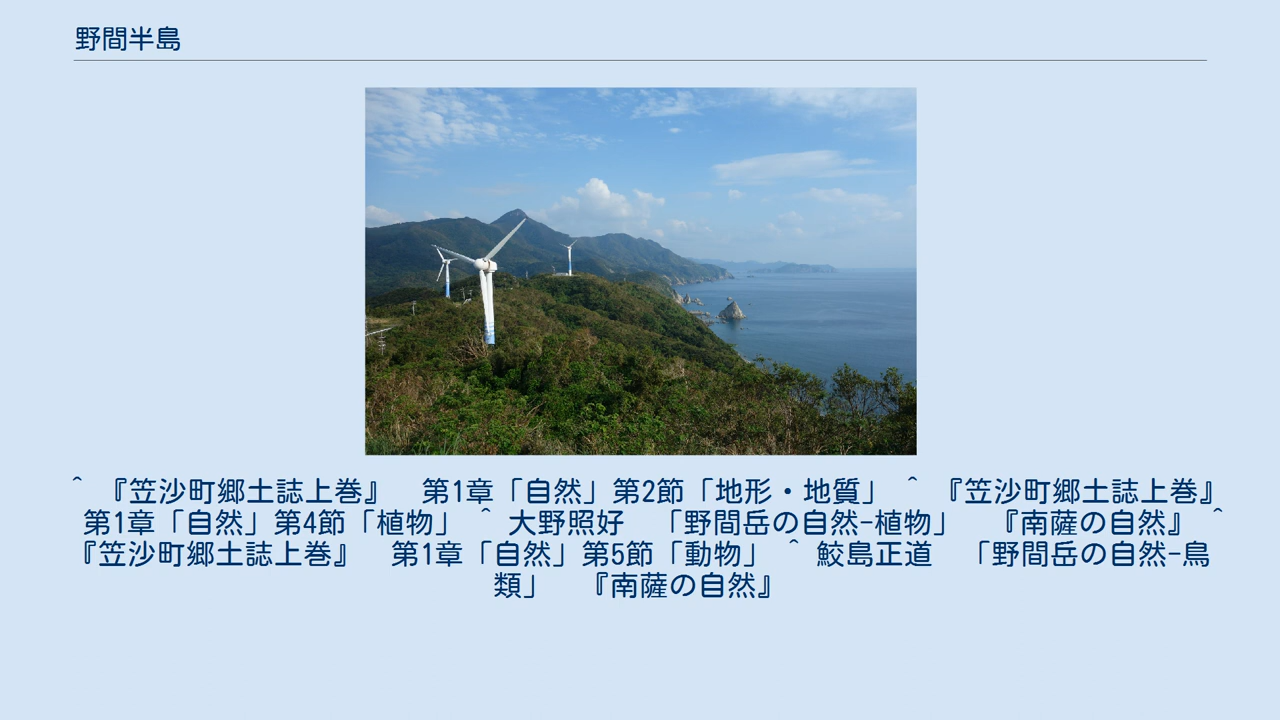 野間半島
^ 『笠沙町郷土誌上巻』　第1章「自然」第2節「地形・地質」 ^ 『笠沙町郷土誌上巻』
第1章「自然」第4節「植物」 ^ 大野照好　「野間岳の自然-植物」　『南薩の自然』 ^
『笠沙町郷土誌上巻』　第1章「自然」第5節「動物」 ^ 鮫島正道　「野間岳の自然-鳥
類」　『南薩の自然』